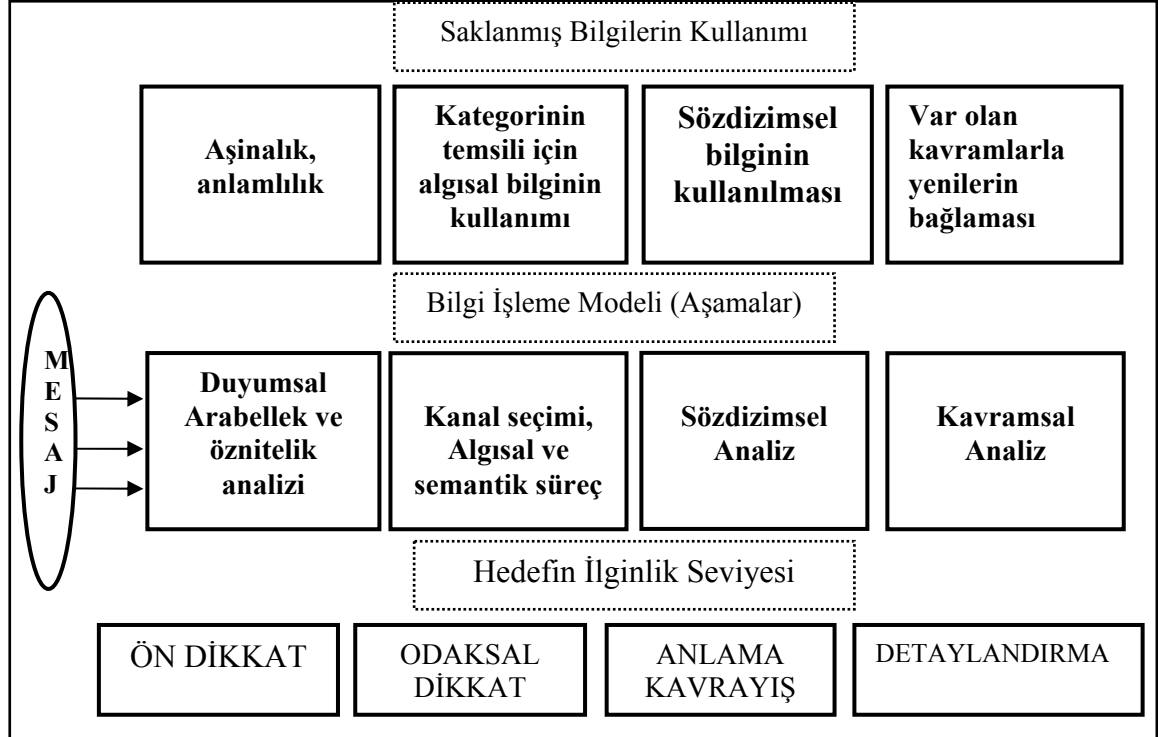 Saklanmış Bilgilerin Kullanımı
Aşinalık,
anlamlılık
Kategorinin
temsili için
algısal bilginin
kullanımı
Sözdizimsel
bilginin
kullanılması
Var olan
kavramlarla
yenilerin
bağlaması
Bilgi İşleme Modeli (Aşamalar)
M
E
S
A
J
Duyumsal
Arabellek ve
öznitelik
analizi
Kanal seçimi,
Algısal ve
semantik süreç
Sözdizimsel
Analiz
Kavramsal
Analiz
Hedefin İlginlik Seviyesi
ÖN DİKKAT
ODAKSAL
DİKKAT
ANLAMA
KAVRAYIŞ
DETAYLANDIRMA